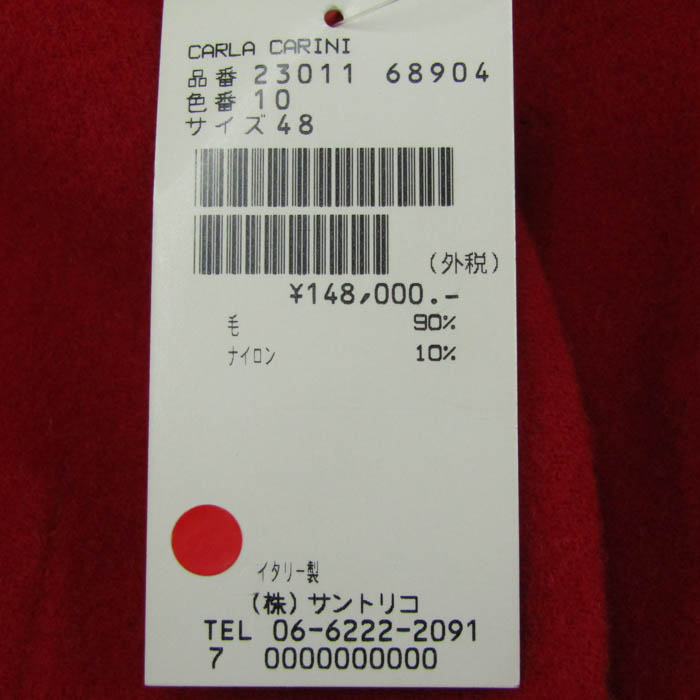 CARLA CARINI
品番 23011 68904
色番 10
サイズ 48
(外税)
¥148,000.-
毛 90%
ナイロン 10%
イタリー製
(株) サントリコ
TEL 06-6222-2091
7 0000000000